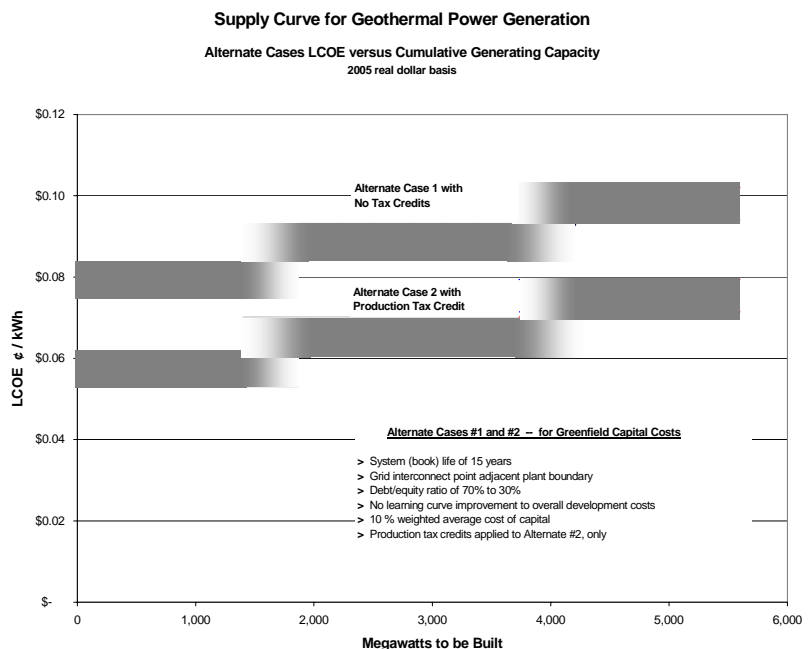 Supply Curve for Geothermal Power Generation
Alternate Cases LCOE versus Cumulative Generating Capacity
2005 real dollar basis
$0.12
$0.10
$0.08
$0.06
$0.04
$0.02
$-
LCOE ¢ / kWh
Alternate Case 1 with
No Tax Credits
Alternate Case 2 with
Production Tax Credit
Alternate Cases #1 and #2 -- for Greenfield Capital Costs
> System (book) life of 15 years
> Grid interconnect point adjacent plant boundary
> Debt/equity ratio of 70% to 30%
> No learning curve improvement to overall development costs
> 10 % weighted average cost of capital
> Production tax credits applied to Alternate #2, only
0 1,000 2,000 3,000 4,000 5,000 6,000
Megawatts to be Built